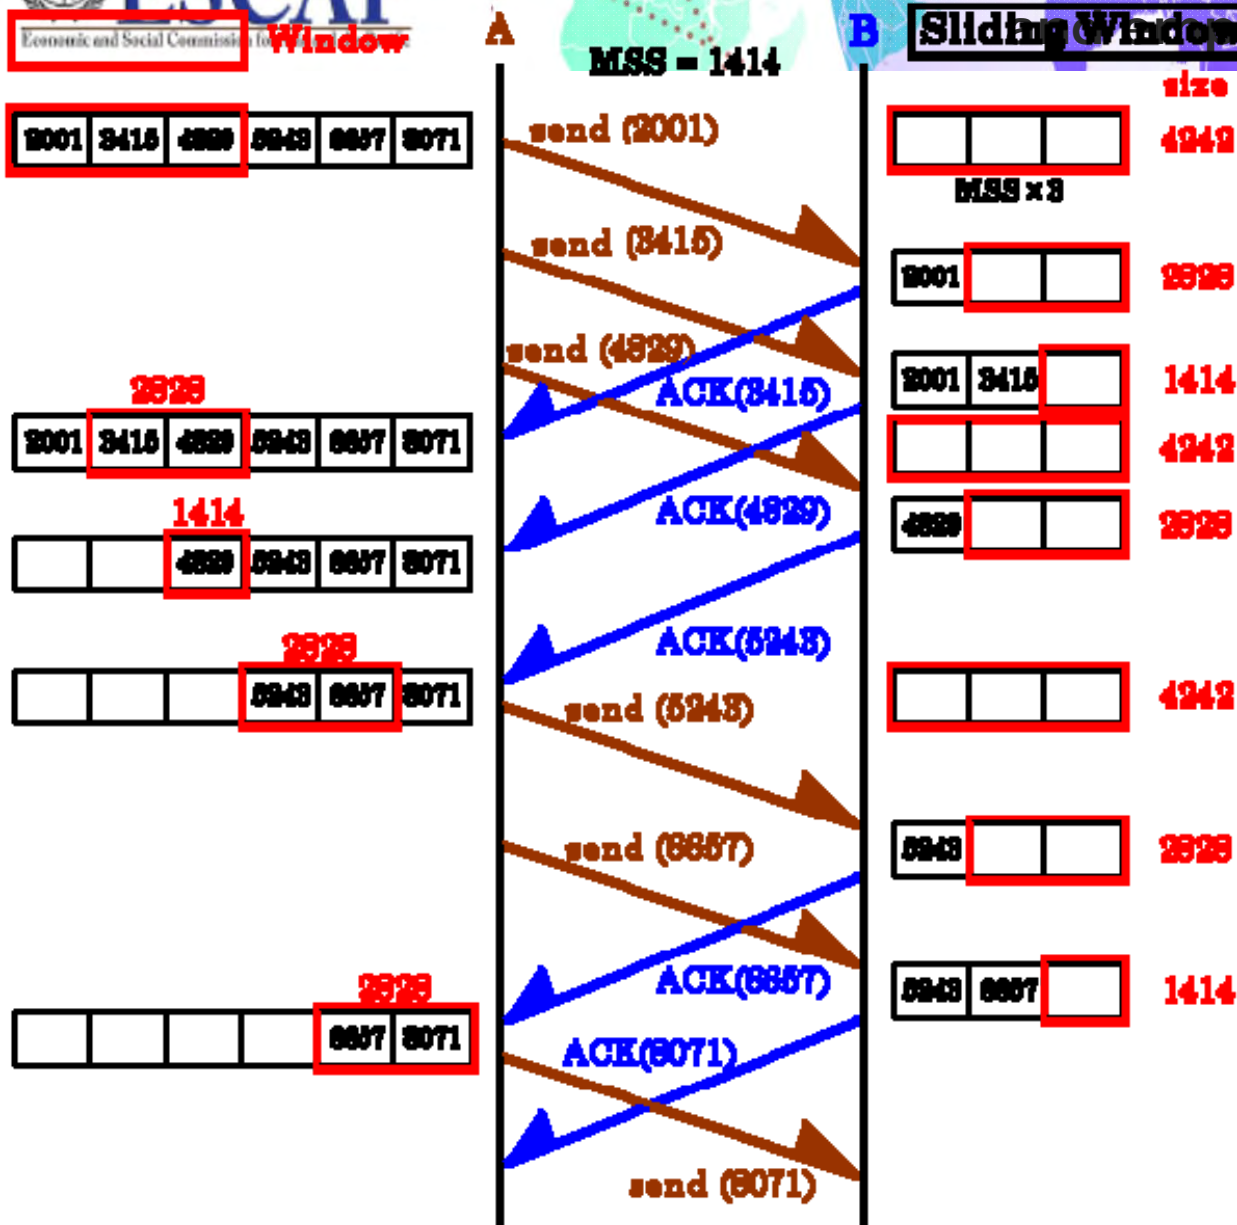 ESCAP
Economic and Social Commission for
Window
A
MSS = 1414
B
Sliding Window
size
2001 3415 4829 5243 6657 8071
send (2001)
4242
MSS x 3
send (3415)
2001
2828
send (4829)
2828
ACK(3415)
2001 3415
1414
2001 3415 4829 5243 6657 8071
4242
1414
ACK(4829)
4829
2828
4829 5243 6657 8071
2828
ACK(5243)
5243 6657 8071
send (5243)
4242
send (6657)
5243
2828
2828
ACK(6657)
5243 6657
1414
6657 8071
ACK(8071)
send (8071)